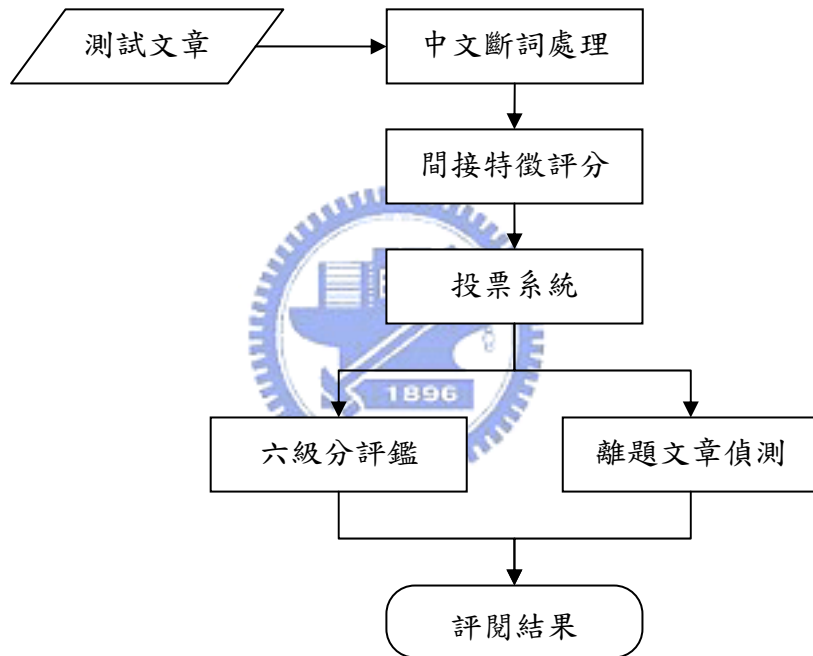 測試文章
中文斷詞處理
間接特徵評分
投票系統
1896
六級分評鑑
離題文章偵測
評閱結果